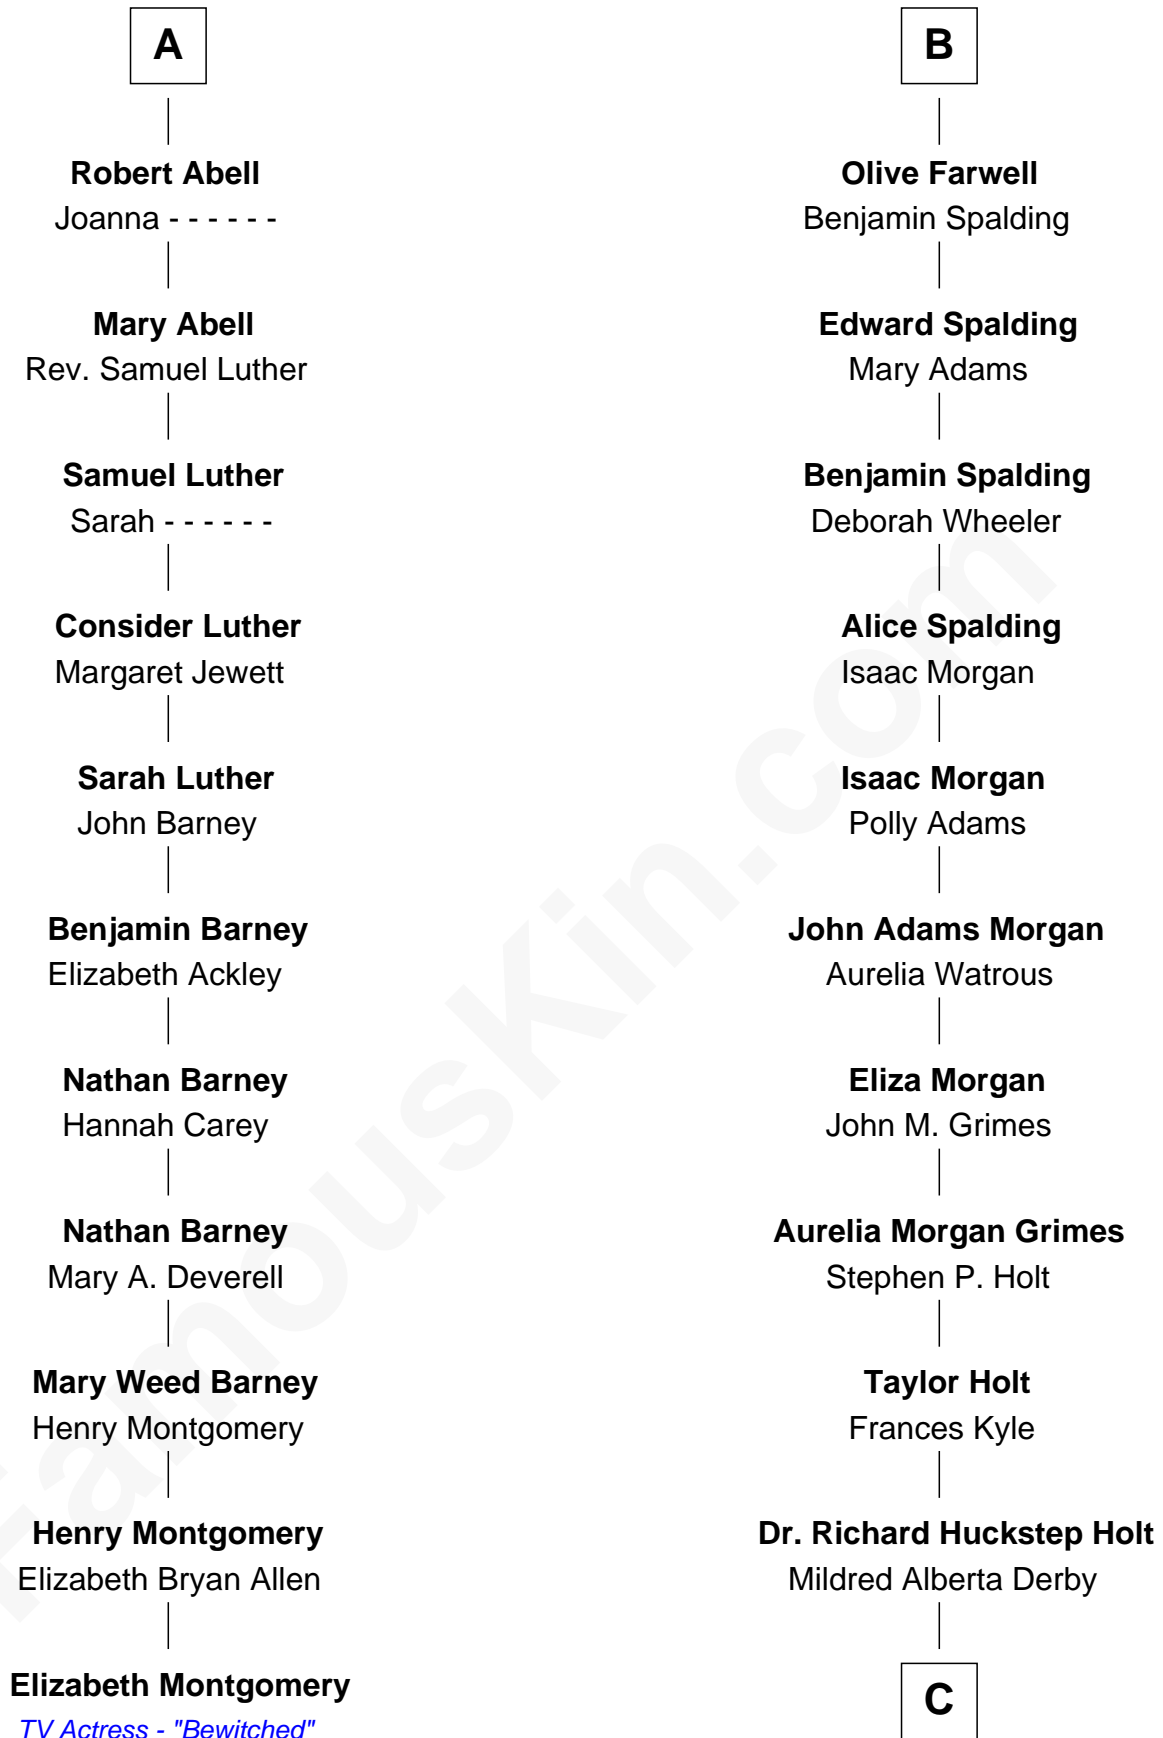 A
Robert Abell
Joanna - - - - - -
Mary Abell
Rev. Samuel Luther
Samuel Luther
Sarah - - - - - -
Consider Luther
Margaret Jewett
Sarah Luther
John Barney
Benjamin Barney
Elizabeth Ackley
Nathan Barney
Hannah Carey
Nathan Barney
Mary A. Deverell
Mary Weed Barney
Henry Montgomery
Henry Montgomery
Elizabeth Bryan Allen
Elizabeth Montgomery
TV Actress - "Bewitched"
B
Olive Farwell
Benjamin Spalding
Edward Spalding
Mary Adams
Benjamin Spalding
Deborah Wheeler
Alice Spalding
Isaac Morgan
Isaac Morgan
Polly Adams
John Adams Morgan
Aurelia Watrous
Eliza Morgan
John M. Grimes
Aurelia Morgan Grimes
Stephen P. Holt
Taylor Holt
Frances Kyle
Dr. Richard Huckstep Holt
Mildred Alberta Derby
C
FamousKin.com